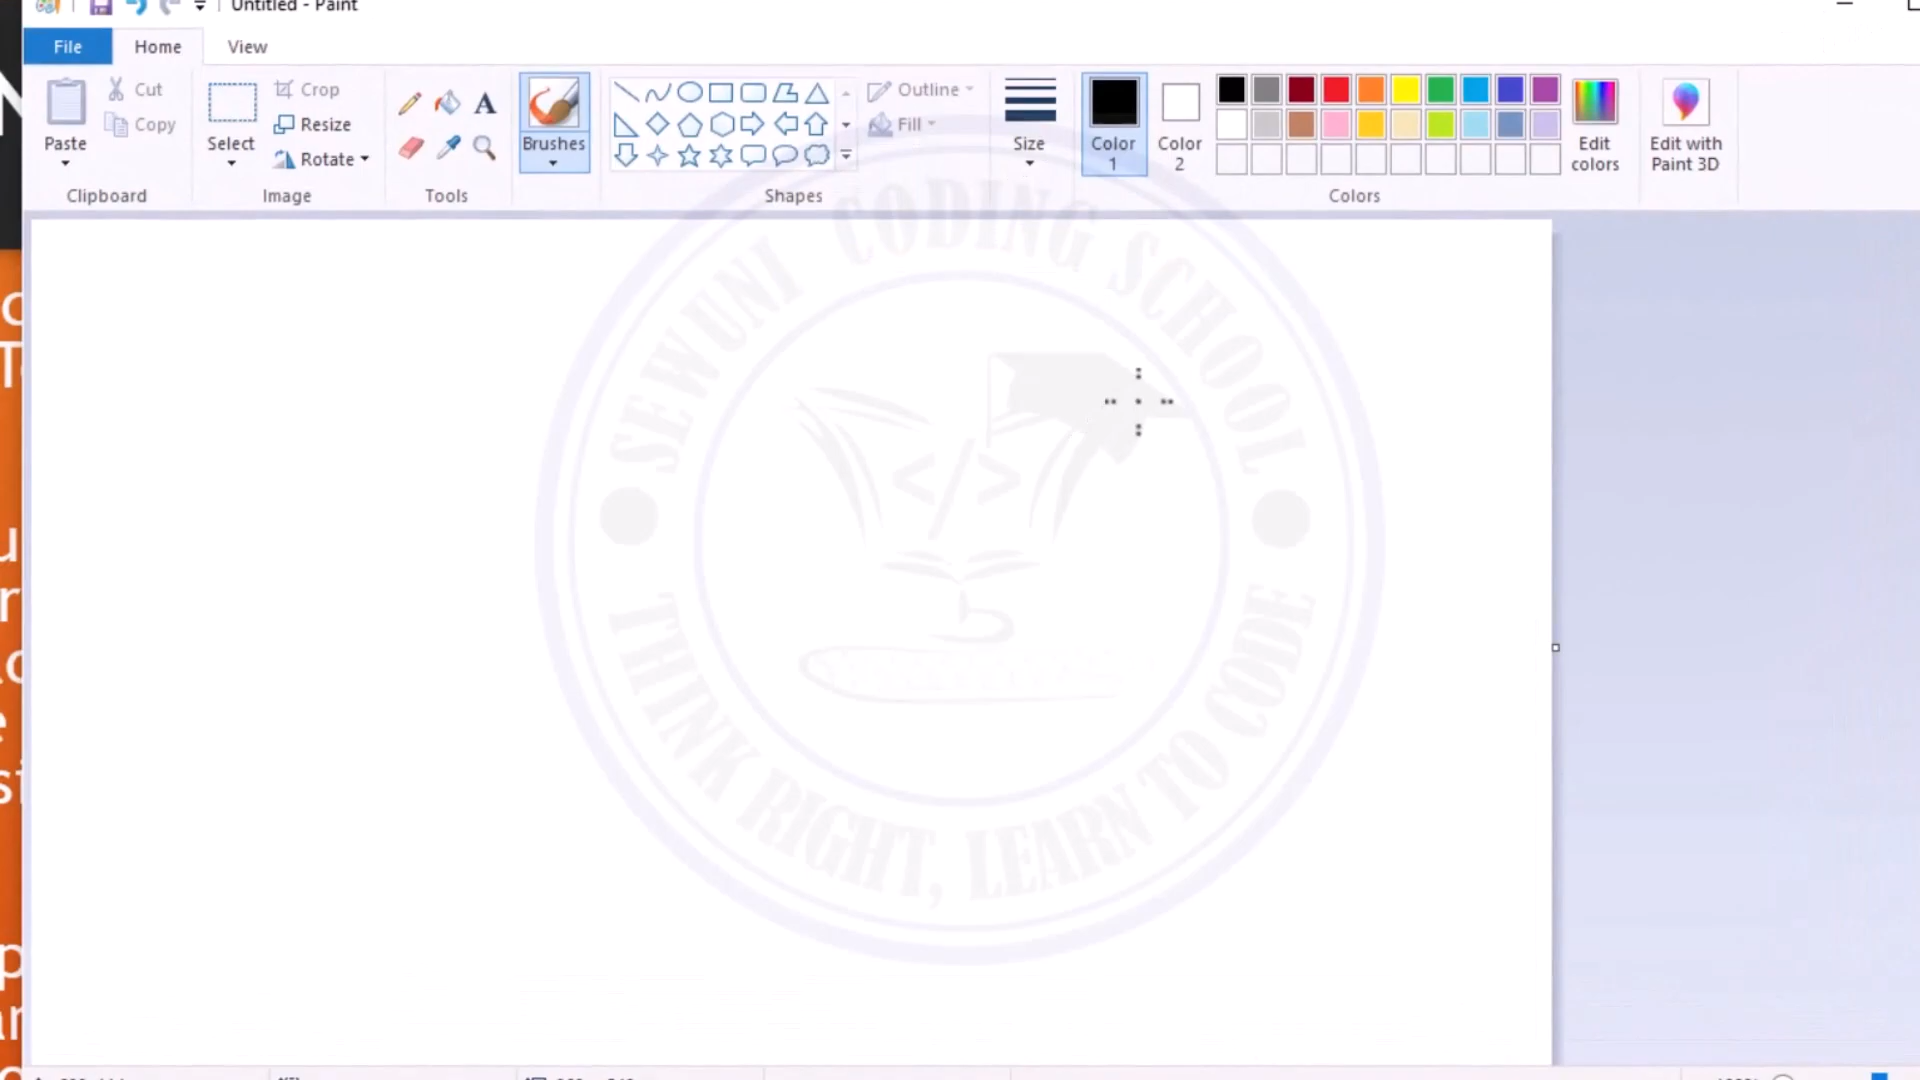 Untitled - Paint
File
Home
View
Paste
Cut
Copy
Clipboard
Select
Crop
Resize
Rotate
Image
A
Tools
Brushes
Outline
Fill
Shapes
Size
Color
1
Color
2
Edit
colors
Colors
Edit with
Paint 3D
SEWUNI CODING SCHOOL
</>
THINK RIGHT, LEARN TO CODE